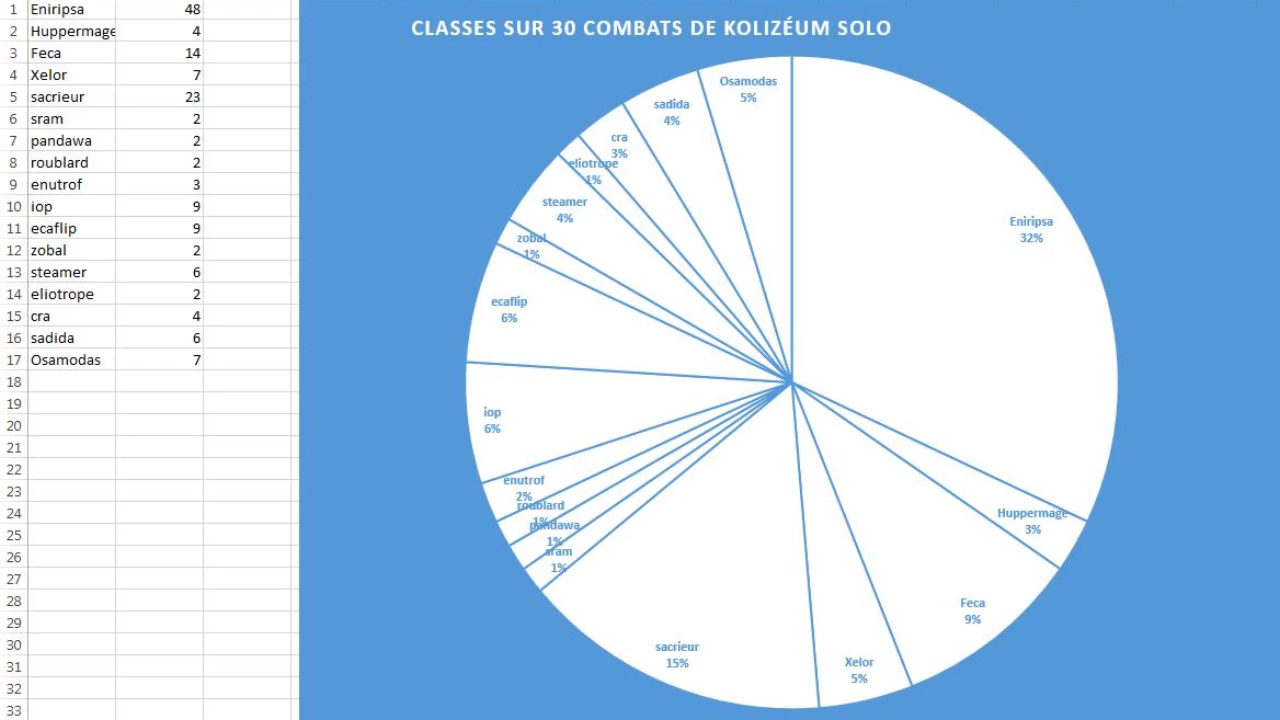 1 Eniripsa 48
2 Huppermage 4
3 Feca 14
4 Xelor 7
5 sacrieur 23
6 sram 2
7 pandawa 2
8 roublard 2
9 enutrof 3
10 iop 9
11 ecaflip 9
12 zobal 2
13 steamer 6
14 eliotrope 2
15 cra 4
16 sadida 6
17 Osamodas 7
18
19
20
21
22
23
24
25
26
27
28
29
30
31
32
33
CLASSES SUR 30 COMBATS DE KOLIZÉUM SOLO
Eniripsa
32%
Huppermage
3%
Feca
9%
Xelor
5%
sacrieur
15%
sram
1%
pandawa
1%
roublard
1%
enutrof
2%
iop
6%
ecaflip
6%
zobal
1%
steamer
4%
eliotrope
1%
cra
3%
sadida
4%
Osamodas
5%